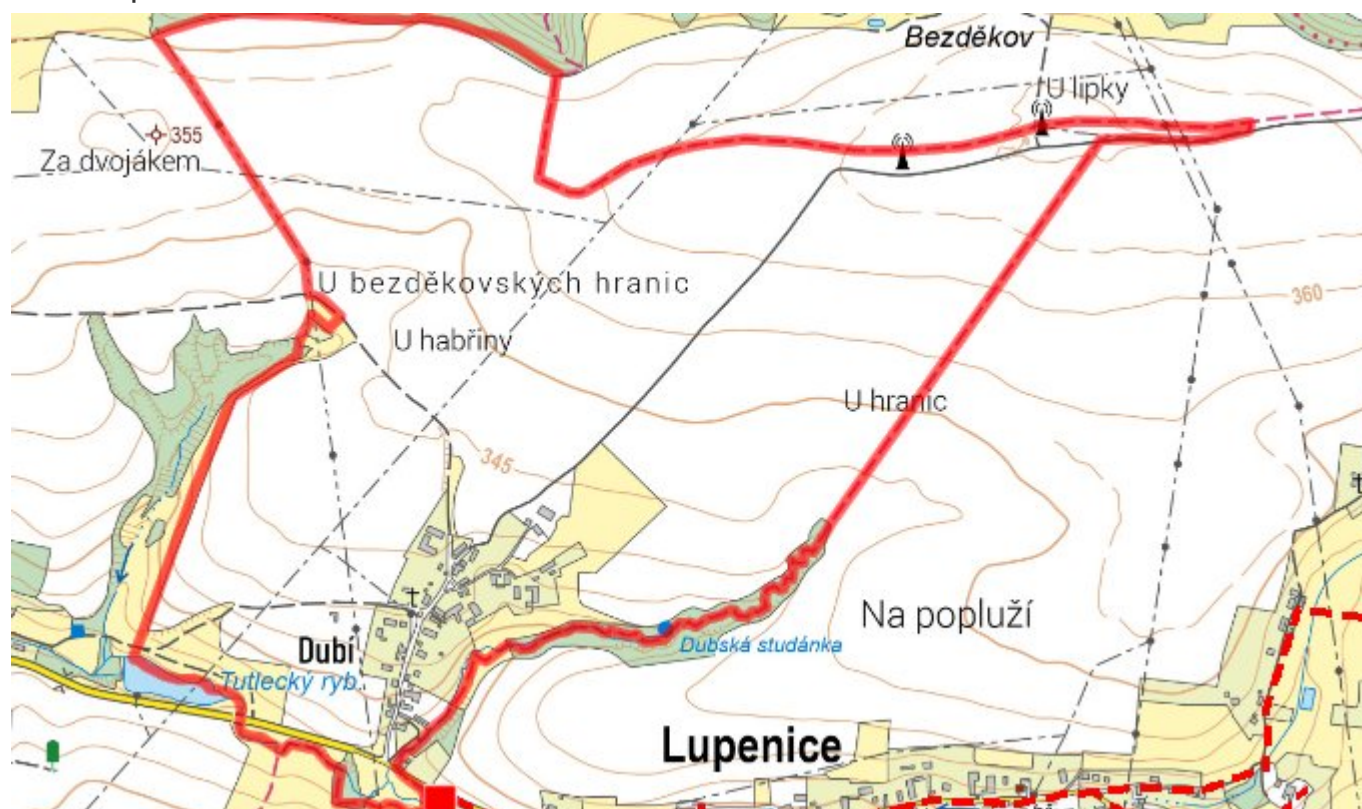 Bezděkov
U lipky
355
Za dvojákem
U bezděkovských hranic
360
U habřiny
U hranic
345
Na popluží
Dubská studánka
Dubí
Tutlecký ryb.
Lupenice